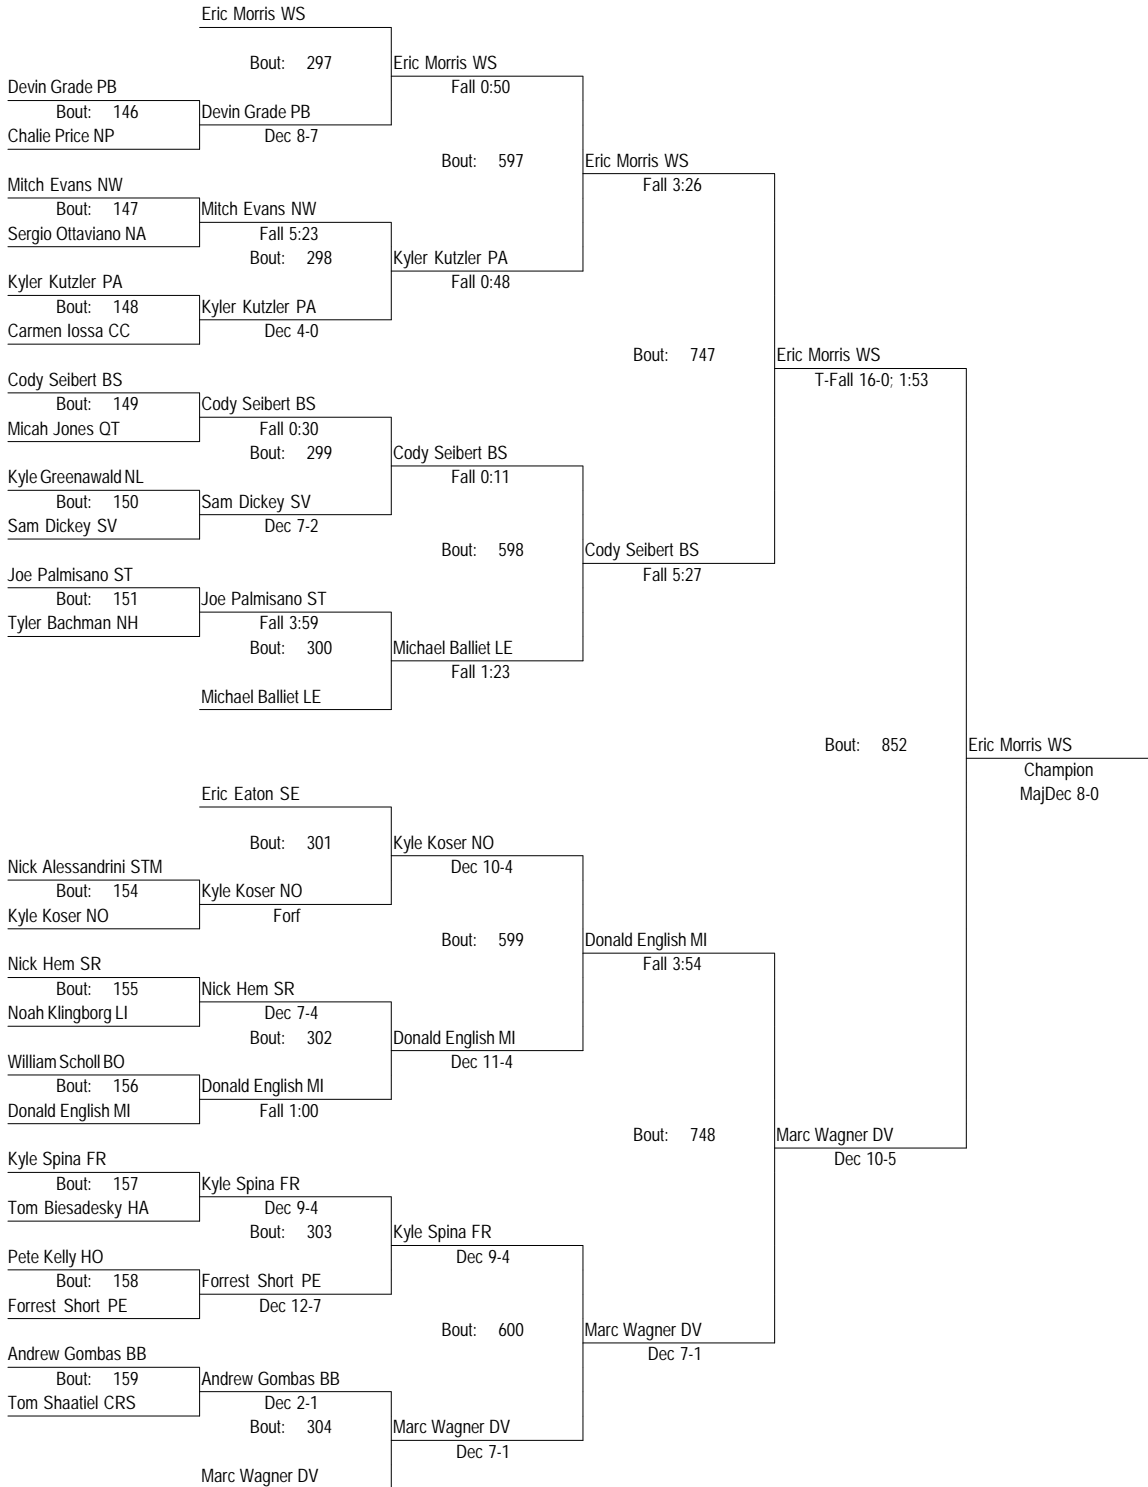 Eric Morris WS
Bout: 297
Eric Morris WS
Fall 0:50
Devin Grade PB
Bout: 146
Devin Grade PB
Chalie Price NP
Dec 8-7
Bout: 597
Eric Morris WS
Fall 3:26
Mitch Evans NW
Bout: 147
Mitch Evans NW
Sergio Ottaviano NA
Fall 5:23
Bout: 298
Kyler Kutzler PA
Fall 0:48
Kyler Kutzler PA
Bout: 148
Kyler Kutzler PA
Carmen Iossa CC
Dec 4-0
Bout: 747
Eric Morris WS
T-Fall 16-0; 1:53
Cody Seibert BS
Bout: 149
Cody Seibert BS
Micah Jones QT
Fall 0:30
Bout: 299
Cody Seibert BS
Fall 0:11
Kyle Greenawald NL
Bout: 150
Sam Dickey SV
Sam Dickey SV
Dec 7-2
Bout: 598
Cody Seibert BS
Fall 5:27
Joe Palmisano ST
Bout: 151
Joe Palmisano ST
Tyler Bachman NH
Fall 3:59
Bout: 300
Michael Balliet LE
Fall 1:23
Michael Balliet LE
Bout: 852
Eric Morris WS
Champion
MajDec 8-0
Eric Eaton SE
Bout: 301
Kyle Koser NO
Dec 10-4
Nick Alessandrini STM
Bout: 154
Kyle Koser NO
Kyle Koser NO
Forf
Bout: 599
Donald English MI
Fall 3:54
Nick Hem SR
Bout: 155
Nick Hem SR
Noah Klingborg LI
Dec 7-4
Bout: 302
Donald English MI
Dec 11-4
William Scholl BO
Bout: 156
Donald English MI
Donald English MI
Fall 1:00
Bout: 748
Marc Wagner DV
Dec 10-5
Kyle Spina FR
Bout: 157
Kyle Spina FR
Tom Biesadesky HA
Dec 9-4
Bout: 303
Kyle Spina FR
Dec 9-4
Pete Kelly HO
Bout: 158
Forrest Short PE
Forrest Short PE
Dec 12-7
Bout: 600
Marc Wagner DV
Dec 7-1
Andrew Gombas BB
Bout: 159
Andrew Gombas BB
Tom Shaatiel CRS
Dec 2-1
Bout: 304
Marc Wagner DV
Dec 7-1
Marc Wagner DV